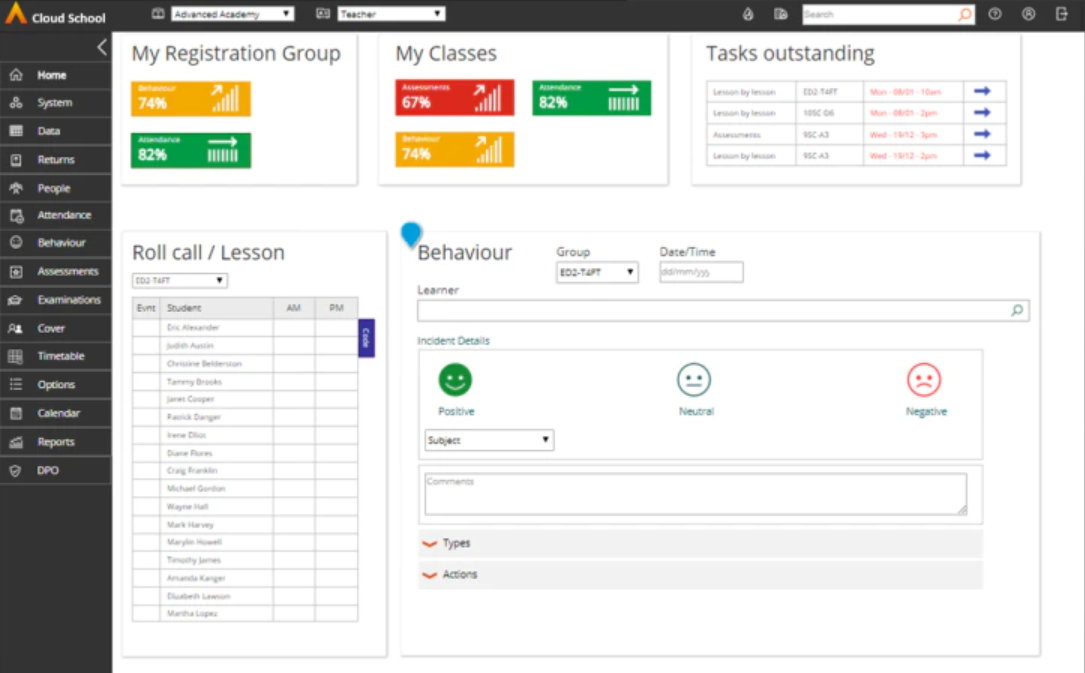 Cloud School
Advanced Academy
Teacher
Search
Home
System
Data
Returns
People
Attendance
Behaviour
Assessments
Examinations
Cover
Timetable
Options
Calendar
Reports
DPO
My Registration Group
Behaviour
74%
Attendance
82%
My Classes
Assessments
67%
Attendance
82%
Behaviour
74%
Tasks outstanding
Lesson by lesson ED2-T4FT Mon - 08/01 - 10am
Lesson by lesson 10SC-D6 Mon - 08/01 - 2pm
Assessments 9SC-A3 Wed - 19/12 - 3pm
Lesson by lesson 9SC-A3 Wed - 19/12 - 2pm
Roll call / Lesson
ED2-T4FT
Evnt Student AM PM
Eric Alexander
Code
Judith Austin
Christine Belderston
Tammy Brooks
Janet Cooper
Patrick Danger
Irene Elliot
Diane Flores
Craig Franklin
Michael Gordon
Wayne Hall
Mark Harvey
Marylin Howell
Timothy James
Amanda Kanger
Elizabeth Lawson
Martha Lopez
Behaviour
Group
ED2-T4FT
Date/Time
dd/mm/yyy
Learner
Incident Details
Positive
Neutral
Negative
Subject
Comments
Types
Actions